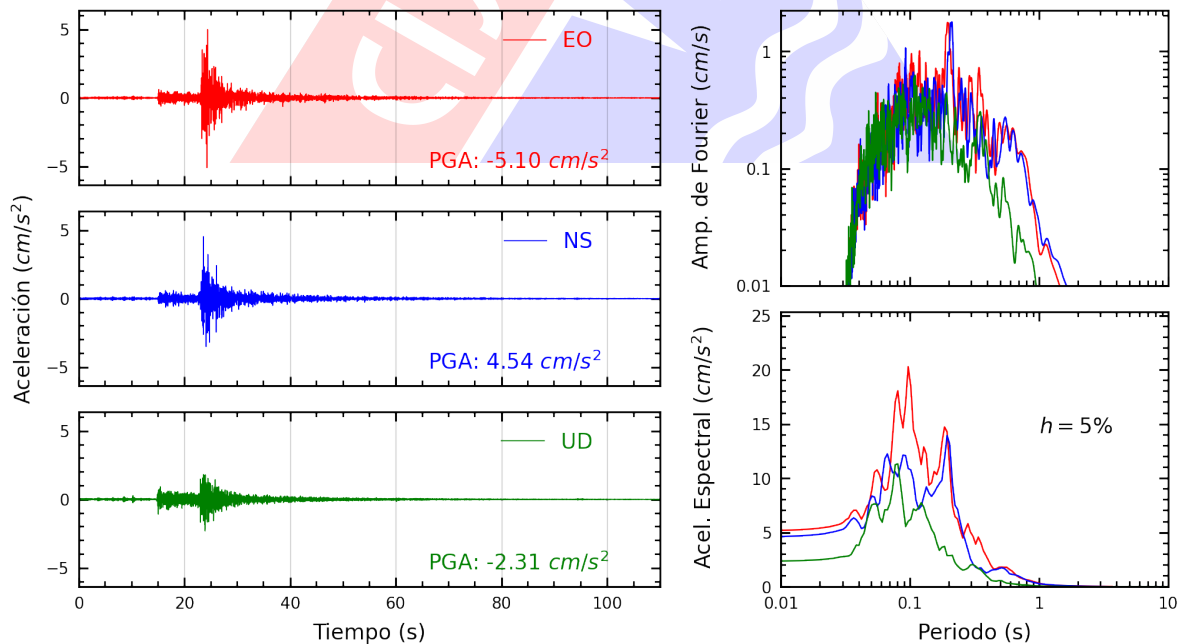 Aceleración (cm/s²)
5
0
−5
EO
PGA: -5.10 cm/s²
5
0
−5
NS
PGA: 4.54 cm/s²
5
0
−5
UD
PGA: -2.31 cm/s²
0 20 40 60 80 100
Tiempo (s)
Amp. de Fourier (cm/s)
1
0.1
0.01
Acel. Espectral (cm/s²)
25
20
15
10
5
0
h = 5%
0.01 0.1 1 10
Periodo (s)